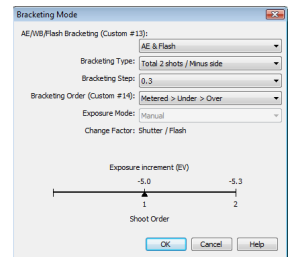 Bracketing Mode
AE/WB/Flash Bracketing (Custom #13):
AE & Flash
Bracketing Type: Total 2 shots / Minus side
Bracketing Step: 0.3
Bracketing Order (Custom #14): Metered > Under > Over
Exposure Mode: Manual
Change Factor: Shutter / Flash
Exposure increment (EV)
-5.0 -5.3
1 2
Shoot Order
OK Cancel Help